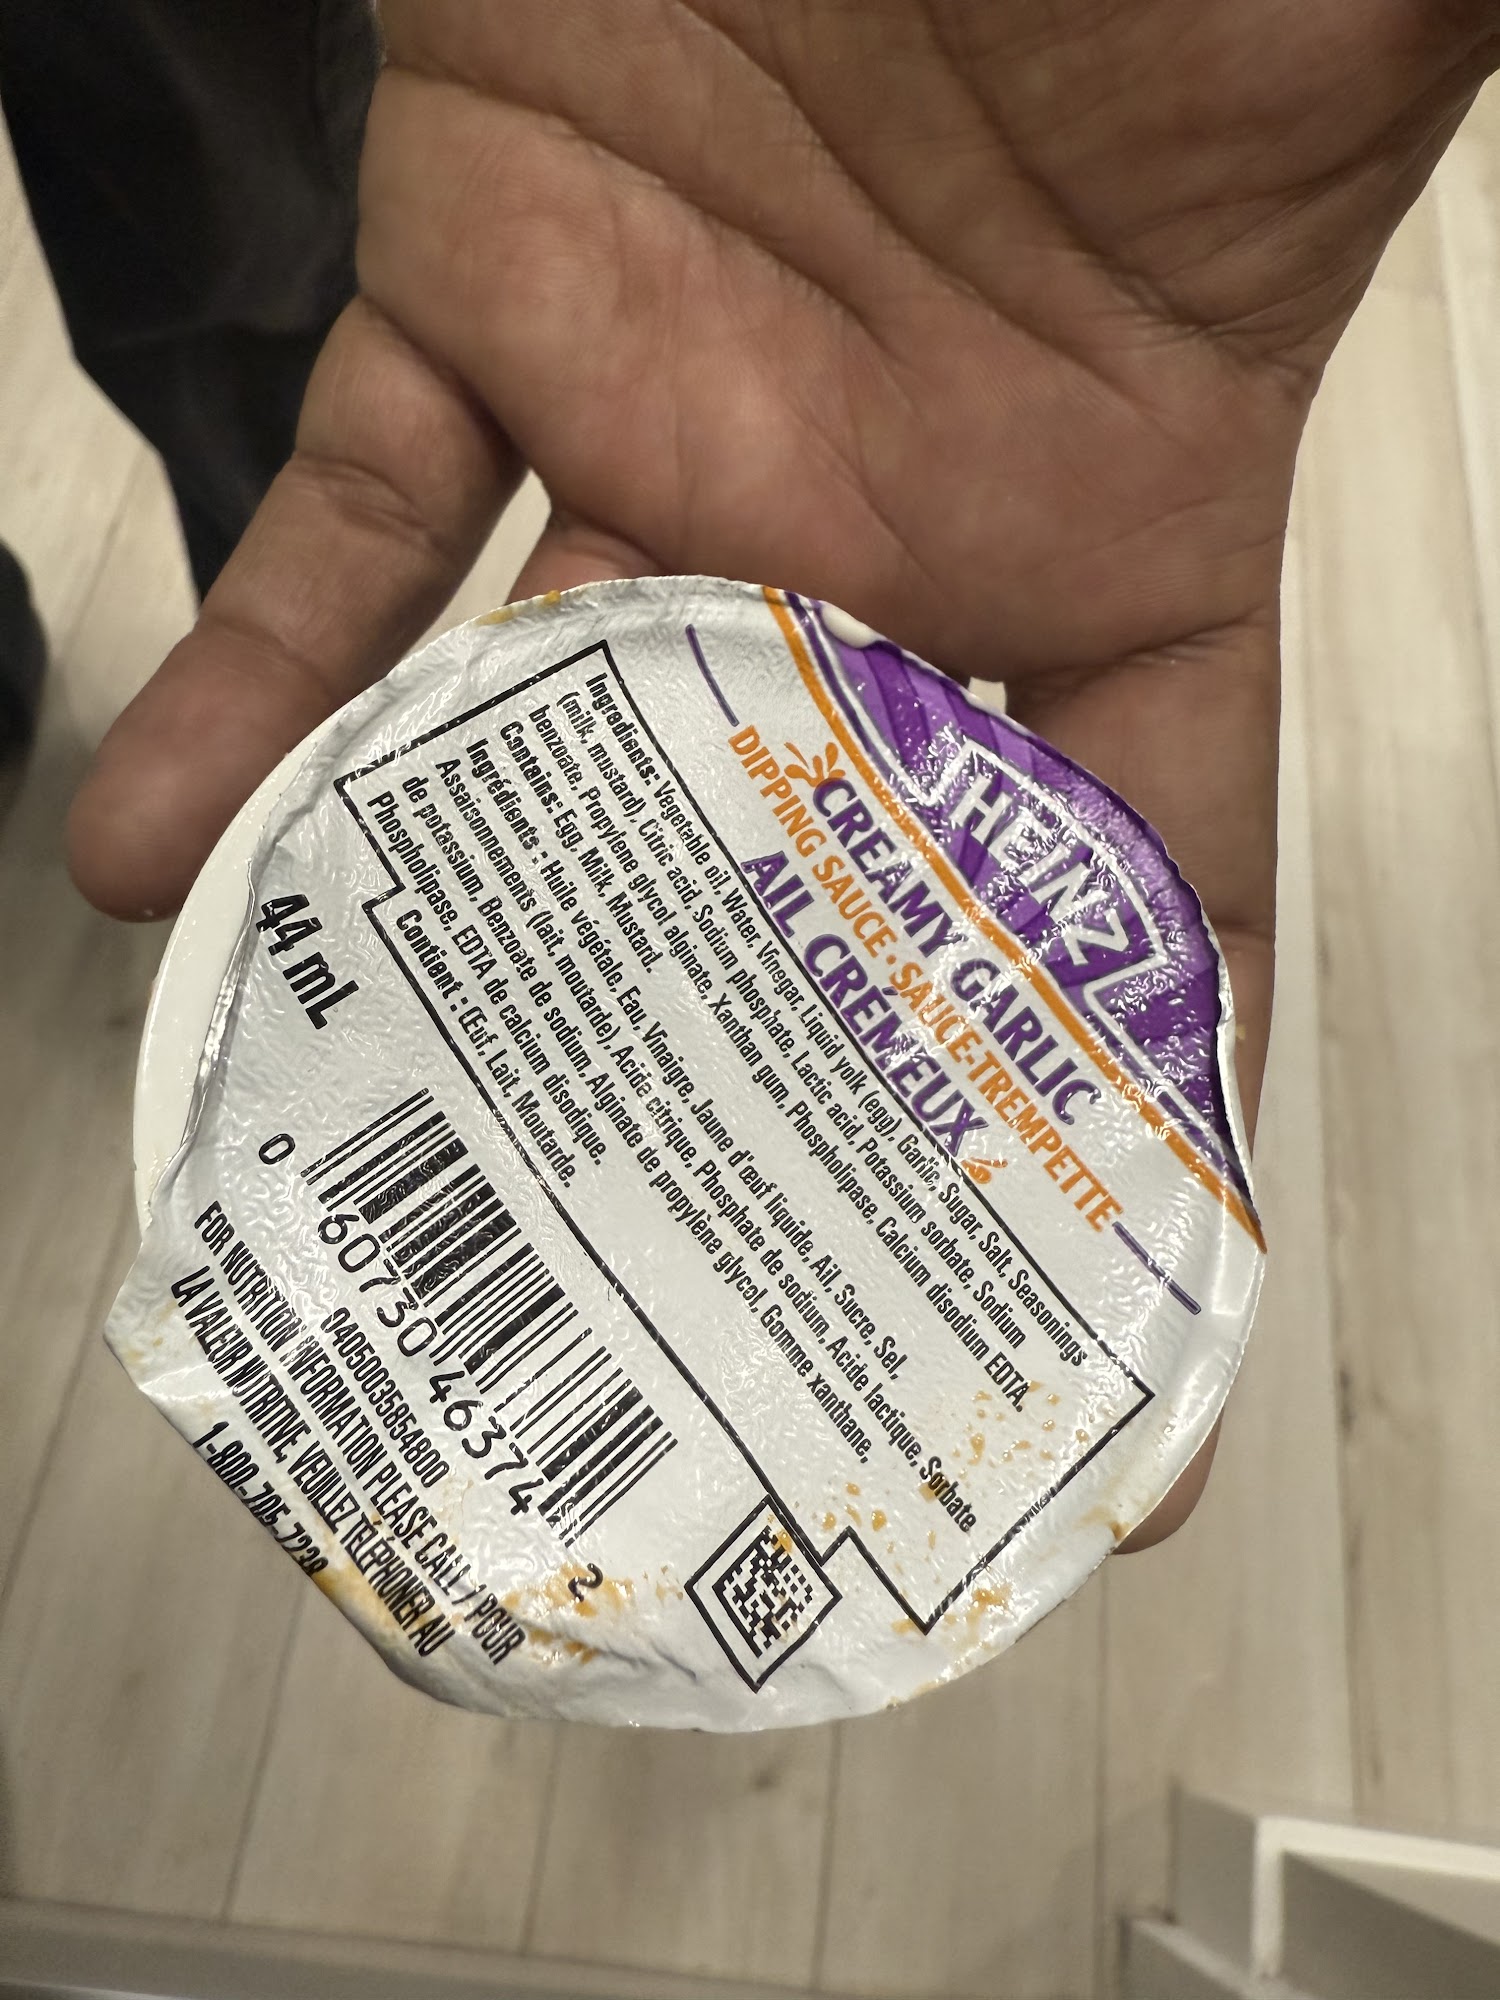 HEINZ
CREAMY GARLIC
DIPPING SAUCE • SAUCE-TREMPETTE
AIL CRÉMEUX
Ingredients: Vegetable oil, Water, Vinegar, Liquid yolk (egg), Garlic, Sugar, Salt, Seasonings
(milk, mustard), Citric acid, Sodium phosphate, Lactic acid, Potassium sorbate, Sodium
benzoate, Propylene glycol alginate, Xanthan gum, Phospholipase, Calcium disodium EDTA.
Contains: Egg, Milk, Mustard.
Ingrédients : Huile végétale, Eau, Vinaigre, Jaune d'œuf liquide, Ail, Sucre, Sel,
Assaisonnements (lait, moutarde), Acide citrique, Phosphate de sodium, Acide lactique, Sorbate
de potassium, Benzoate de sodium, Alginate de propylène glycol, Gomme xanthane,
Phospholipase, EDTA de calcium disodique.
Contient : Œuf, Lait, Moutarde.
44 mL
0 60730 46374 2
04050035854800
FOR NUTRITION INFORMATION PLEASE CALL / POUR
LA VALEUR NUTRITIVE, VEUILLEZ TÉLÉPHONER AU
1-800-705-7238